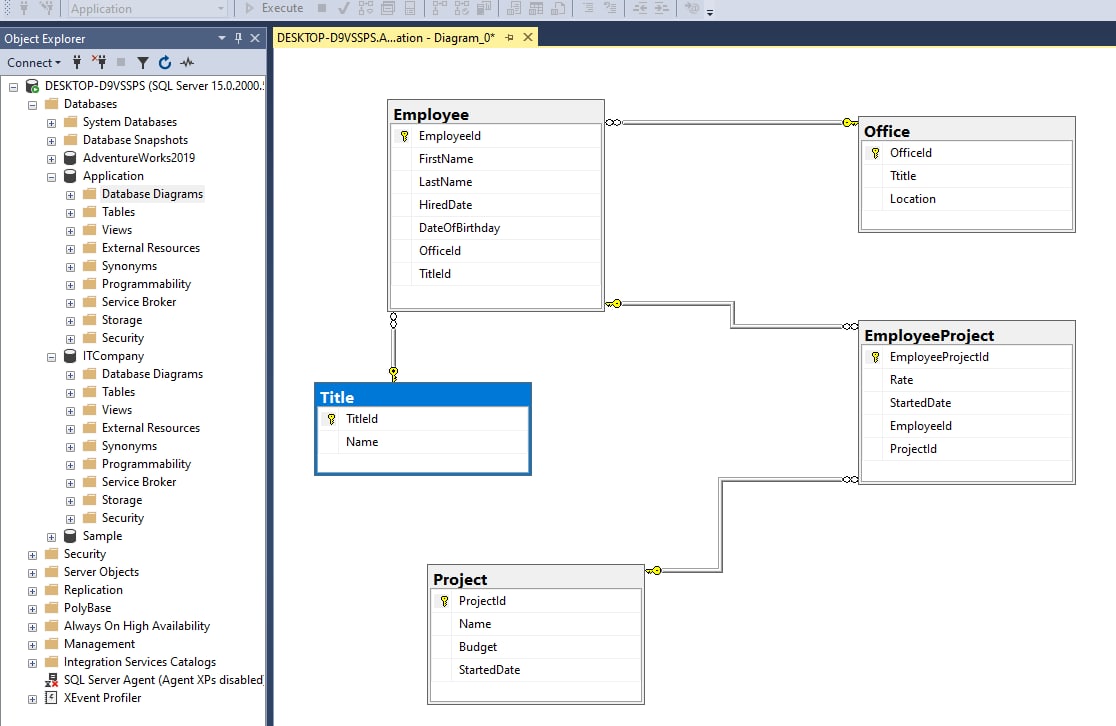 Application
Execute
Object Explorer
DESKTOP-D9VSSPS.A...ation - Diagram_0*
Connect
DESKTOP-D9VSSPS (SQL Server 15.0.2000.
Databases
System Databases
Database Snapshots
AdventureWorks2019
Application
Database Diagrams
Tables
Views
External Resources
Synonyms
Programmability
Service Broker
Storage
Security
ITCompany
Database Diagrams
Tables
Views
External Resources
Synonyms
Programmability
Service Broker
Storage
Security
Sample
Security
Server Objects
Replication
PolyBase
Always On High Availability
Management
Integration Services Catalogs
SQL Server Agent (Agent XPs disabled)
XEvent Profiler
Employee
EmployeeId
FirstName
LastName
HiredDate
DateOfBirthday
OfficeId
TitleId
Office
OfficeId
Ttitle
Location
EmployeeProject
EmployeeProjectId
Rate
StartedDate
EmployeeId
ProjectId
Title
TitleId
Name
Project
ProjectId
Name
Budget
StartedDate